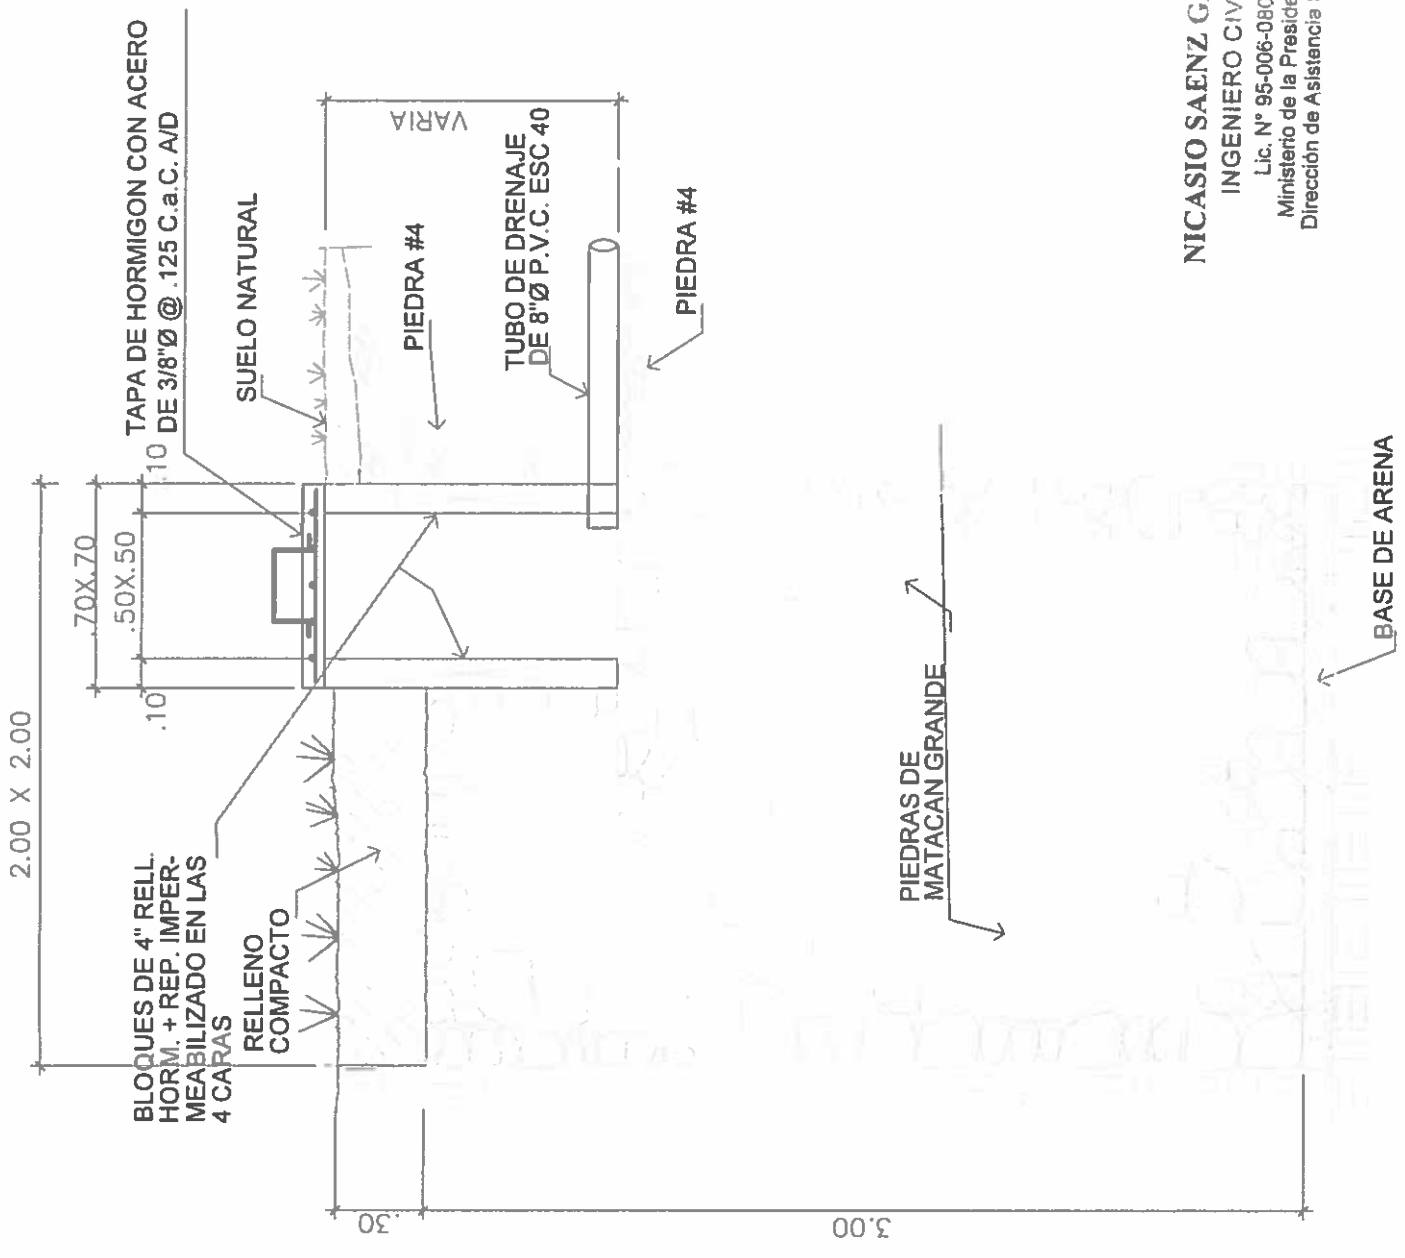 2.00 X 2.00
.70X.70
.50X.50
.10
.10
TAPA DE HORMIGON CON ACERO
DE 3/8"Ø @ .125 C.a.C. A/D
SUELO NATURAL
VARIA
PIEDRA #4
TUBO DE DRENAJE
DE 8"Ø P.V.C. ESC 40
PIEDRA #4
BLOQUES DE 4" RELL.
HORM. + REP. IMPER-
MEABILIZADO EN LAS
4 CARAS
RELLENO
COMPACTO
PIEDRAS DE
MATACAN GRANDE
BASE DE ARENA
.30
3.00
NICASIO SAENZ G
INGENIERO CIV
Lic. N° 95-006-080
Ministerio de la Preside
Dirección de Asistencia